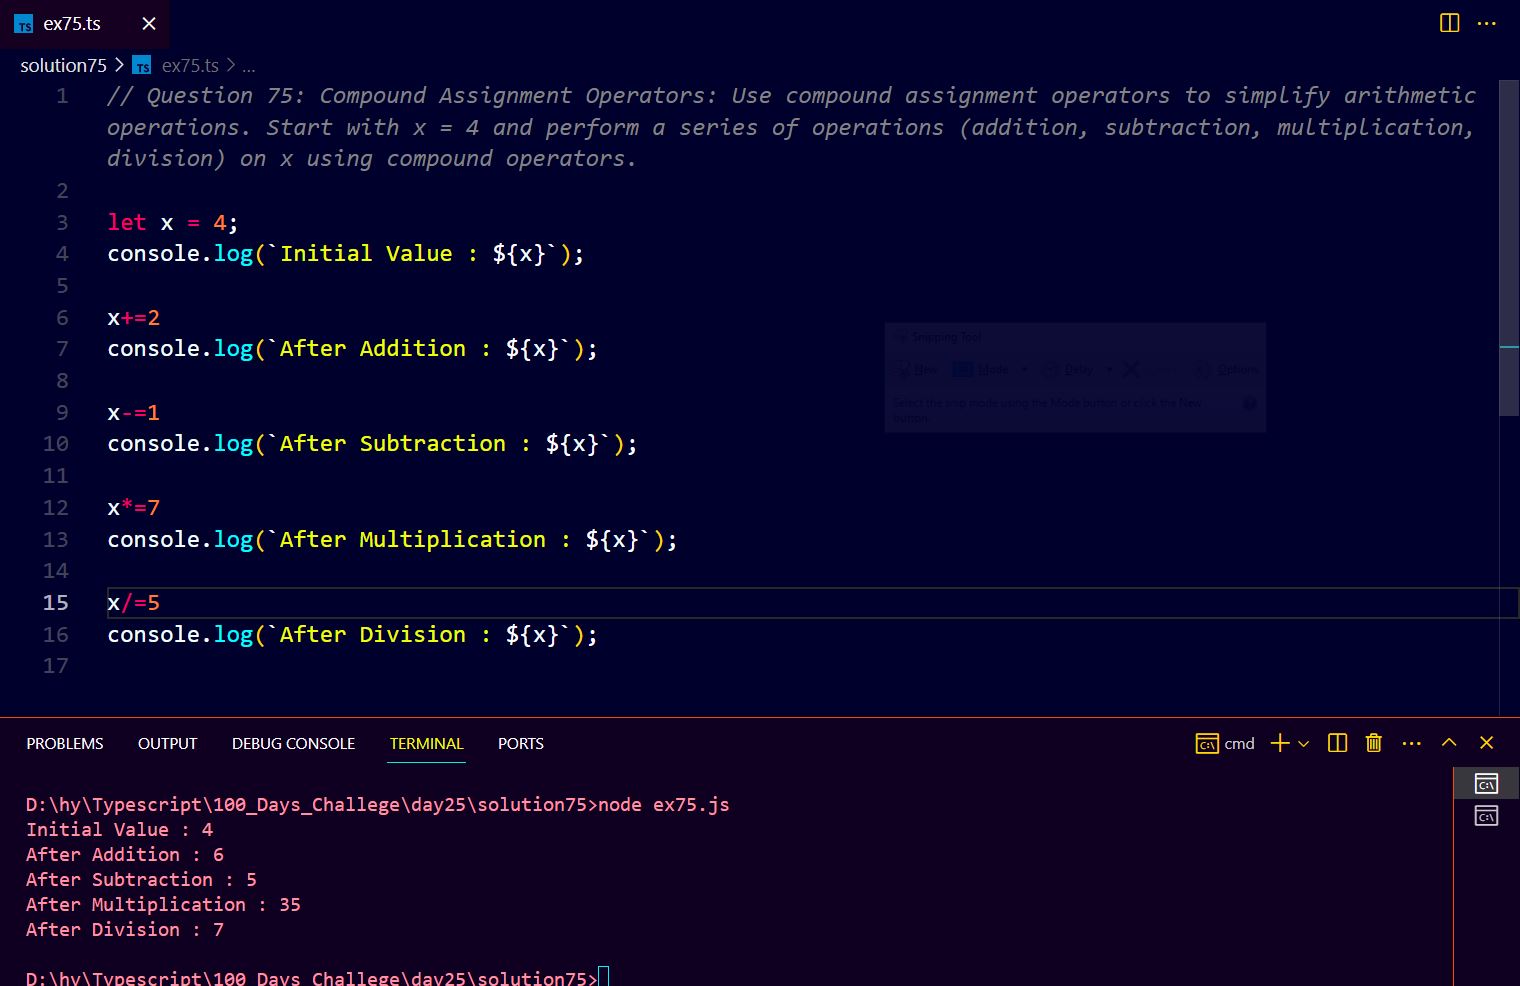 TS ex75.ts
solution75 > TS ex75.ts > ...
1 // Question 75: Compound Assignment Operators: Use compound assignment operators to simplify arithmetic
operations. Start with x = 4 and perform a series of operations (addition, subtraction, multiplication,
division) on x using compound operators.
2
3 let x = 4;
4 console.log(`Initial Value : ${x}`);
5
6 x+=2
7 console.log(`After Addition : ${x}`);
8
9 x-=1
10 console.log(`After Subtraction : ${x}`);
11
12 x*=7
13 console.log(`After Multiplication : ${x}`);
14
15 x/=5
16 console.log(`After Division : ${x}`);
17
Snipping Tool
New Mode Delay Options
Select the snip mode using the Mode button or click the New
button.
PROBLEMS OUTPUT DEBUG CONSOLE TERMINAL PORTS cmd
D:\hy\Typescript\100_Days_Challege\day25\solution75>node ex75.js
Initial Value : 4
After Addition : 6
After Subtraction : 5
After Multiplication : 35
After Division : 7
D:\hy\Typescript\100_Days_Challege\day25\solution75>